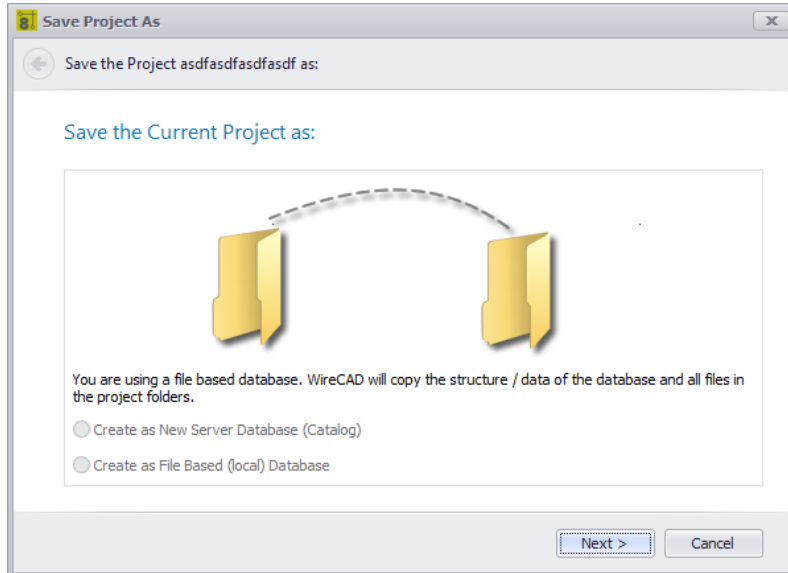 8 Save Project As
Save the Project asdfasdfasdfasdf as:
Save the Current Project as:
You are using a file based database. WireCAD will copy the structure / data of the database and all files in
the project folders.
Create as New Server Database (Catalog)
Create as File Based (local) Database
Next > Cancel